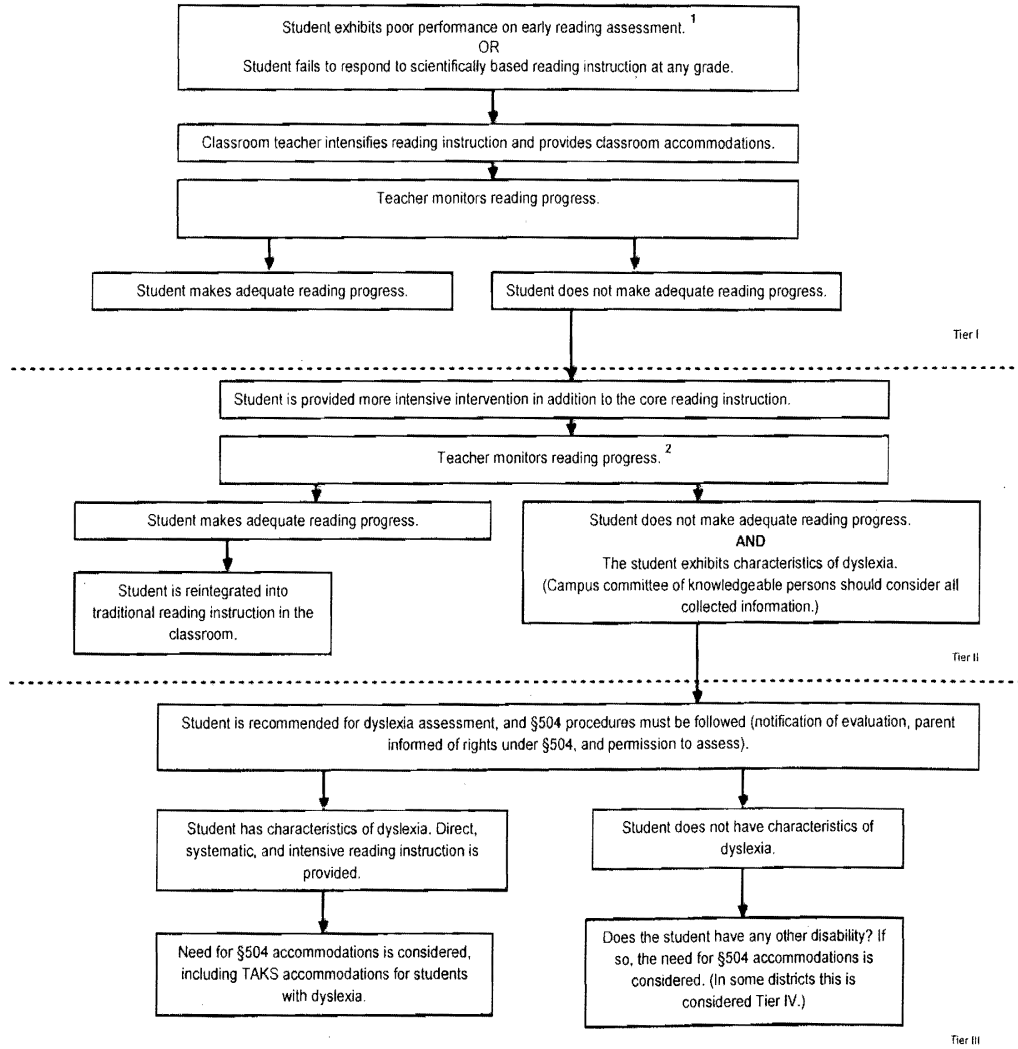 Student exhibits poor performance on early reading assessment. 1
OR
Student fails to respond to scientifically based reading instruction at any grade.
Classroom teacher intensifies reading instruction and provides classroom accommodations.
Teacher monitors reading progress.
Student makes adequate reading progress.
Student does not make adequate reading progress.
Tier I
Student is provided more intensive intervention in addition to the core reading instruction.
Teacher monitors reading progress. 2
Student makes adequate reading progress.
Student is reintegrated into
traditional reading instruction in the
classroom.
Student does not make adequate reading progress.
AND
The student exhibits characteristics of dyslexia.
(Campus committee of knowledgeable persons should consider all
collected information.)
Tier II
Student is recommended for dyslexia assessment, and §504 procedures must be followed (notification of evaluation, parent
informed of rights under §504, and permission to assess).
Student has characteristics of dyslexia. Direct,
systematic, and intensive reading instruction is
provided.
Need for §504 accommodations is considered,
including TAKS accommodations for students
with dyslexia.
Student does not have characteristics of
dyslexia.
Does the student have any other disability? If
so, the need for §504 accommodations is
considered. (In some districts this is
considered Tier IV.)
Tier III